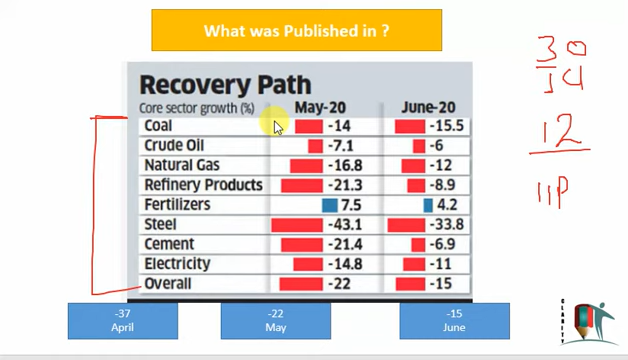 What was Published in ?
Recovery Path
Core sector growth (%) May-20 June-20
Coal -14 -15.5
Crude Oil -7.1 -6
Natural Gas -16.8 -12
Refinery Products -21.3 -8.9
Fertilizers 7.5 4.2
Steel -43.1 -33.8
Cement -21.4 -6.9
Electricity -14.8 -11
Overall -22 -15
-37
April
-22
May
-15
June
30
14
12
11P
CLARITY